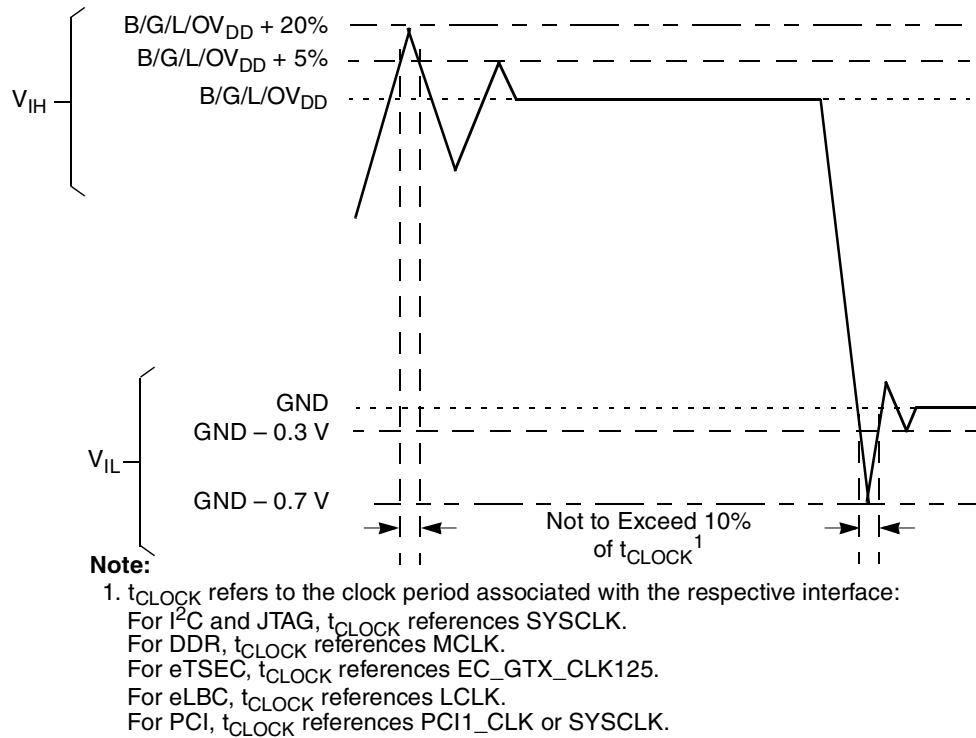 B/G/L/OVDD + 20%
B/G/L/OVDD + 5%
B/G/L/OVDD
VIH
GND
GND – 0.3 V
VIL
GND – 0.7 V
Not to Exceed 10%
of tCLOCK1
Note:
1. tCLOCK refers to the clock period associated with the respective interface:
For I2C and JTAG, tCLOCK references SYSCLK.
For DDR, tCLOCK references MCLK.
For eTSEC, tCLOCK references EC_GTX_CLK125.
For eLBC, tCLOCK references LCLK.
For PCI, tCLOCK references PCI1_CLK or SYSCLK.